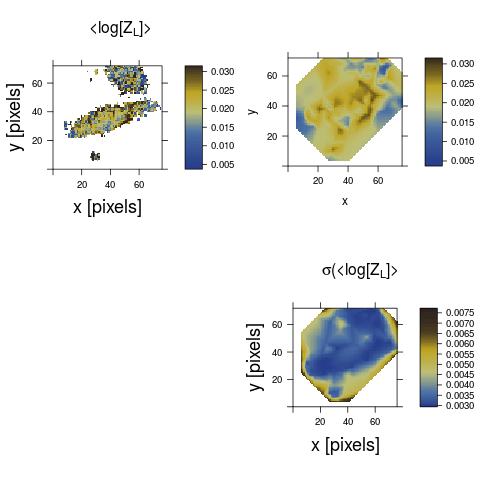 <log[Z_L]>
60
40
20
20 40 60
x [pixels]
y [pixels]
0.030
0.025
0.020
0.015
0.010
0.005
60
40
20
20 40 60
x
y
0.030
0.025
0.020
0.015
0.010
0.005
σ(<log[Z_L]>
60
40
20
20 40 60
x [pixels]
y [pixels]
0.0075
0.0070
0.0065
0.0060
0.0055
0.0050
0.0045
0.0040
0.0035
0.0030